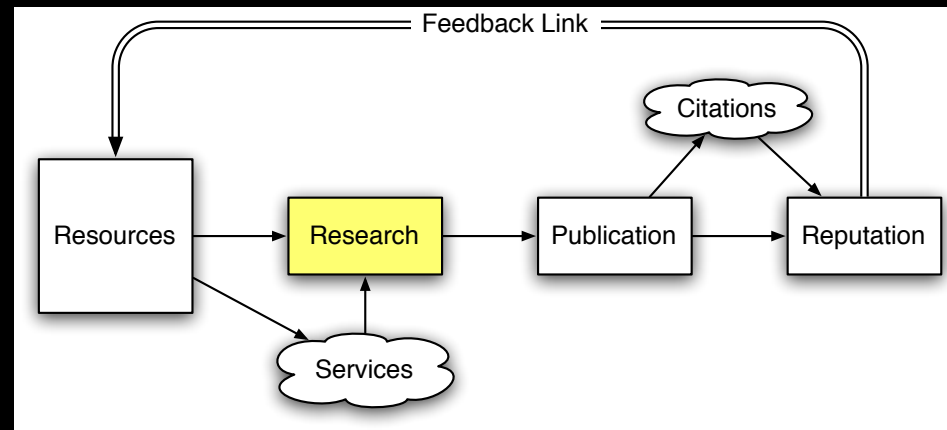 Feedback Link
Citations
Resources
Research
Publication
Reputation
Services